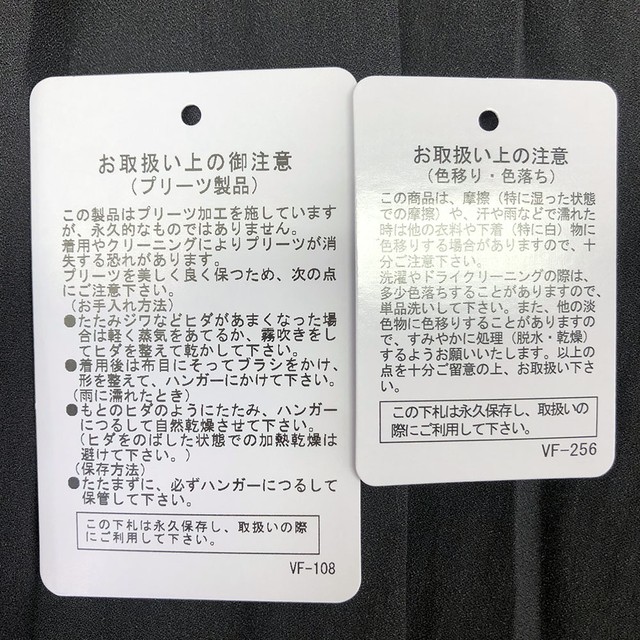 お取扱い上の御注意
(プリーツ製品)
この製品はプリーツ加工を施していますが、永久的なものではありません。
着用やクリーニングによりプリーツが消失する恐れがあります。
プリーツを美しく良く保つため、次の点にご注意下さい。
(お手入れ方法)
●たたみジワなどヒダがあまくなった場合は軽く蒸気をあてるか、霧吹きをしてヒダを整えて乾かして下さい。
●着用後は布目にそってブラシをかけ、形を整えて、ハンガーにかけて下さい。
(雨に濡れたとき)
●もとのヒダのようにたたみ、ハンガーにつるして自然乾燥させて下さい。
(ヒダをのばした状態での加熱乾燥は避けて下さい。)
(保存方法)
●たたまずに、必ずハンガーにつるして保管して下さい。
この下札は永久保存し、取扱いの際にご利用して下さい。
VF-108
お取扱い上の注意
(色移り・色落ち)
この商品は、摩擦(特に湿った状態での摩擦)や、汗や雨などで濡れた時は他の衣料や下着(特に白)物に色移りする場合がありますので、十分ご注意下さい。
洗濯やドライクリーニングの際は、多少色落ちすることがありますので、単品洗いして下さい。また、他の淡色物に色移りすることがありますので、すみやかに処理(脱水・乾燥)するようお願いいたします。以上の点を十分ご留意の上、お取扱い下さい。
この下札は永久保存し、取扱いの際にご利用して下さい。
VF-256